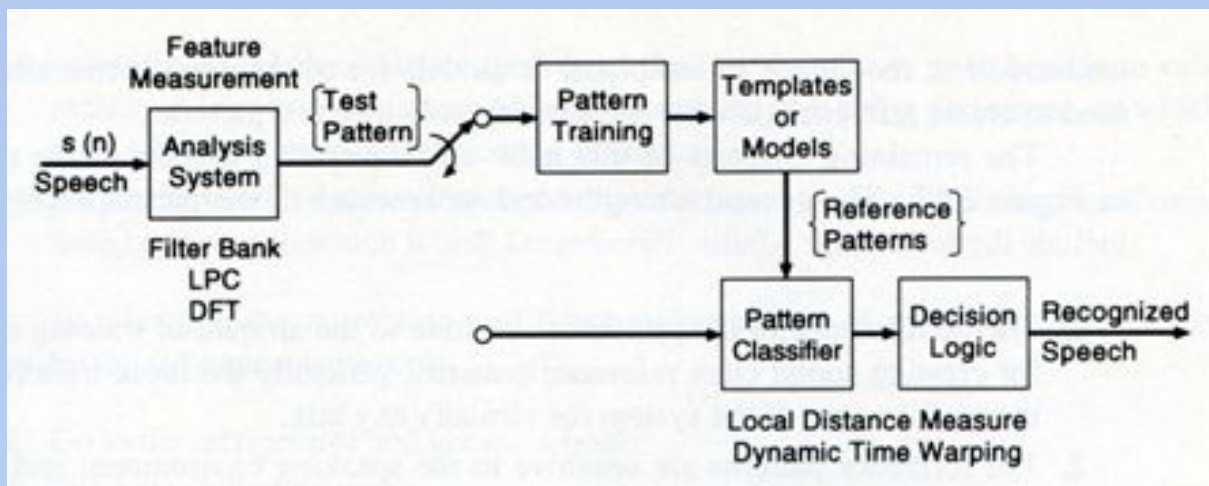 Feature
Measurement
s (n)
Speech
Analysis
System
Filter Bank
LPC
DFT
Test
Pattern
Pattern
Training
Templates
or
Models
Reference
Patterns
Pattern
Classifier
Decision
Logic
Recognized
Speech
Local Distance Measure
Dynamic Time Warping